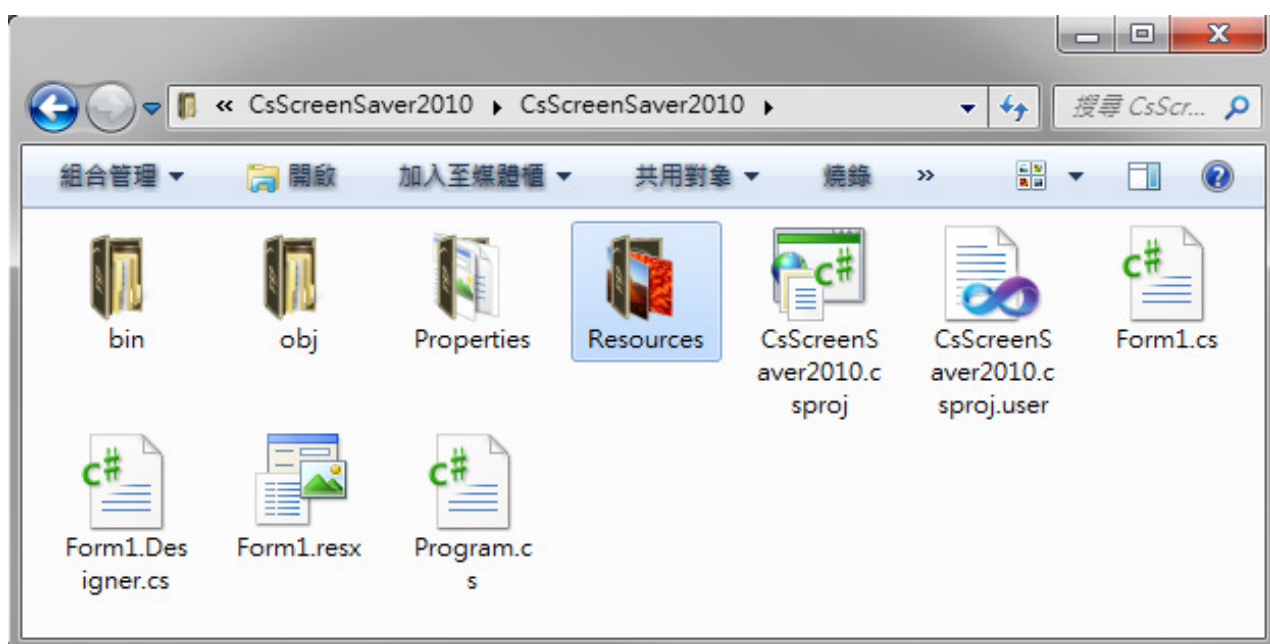 « CsScreenSaver2010 ▸ CsScreenSaver2010 ▸ 搜尋 CsScr...
組合管理 ▼ 開啟 加入至媒體櫃 ▼ 共用對象 ▼ 燒錄 »
bin obj Properties Resources CsScreenS CsScreenS Form1.cs
aver2010.c aver2010.c
sproj sproj.user
C# C# C#
Form1.Des Form1.resx Program.c
igner.cs s